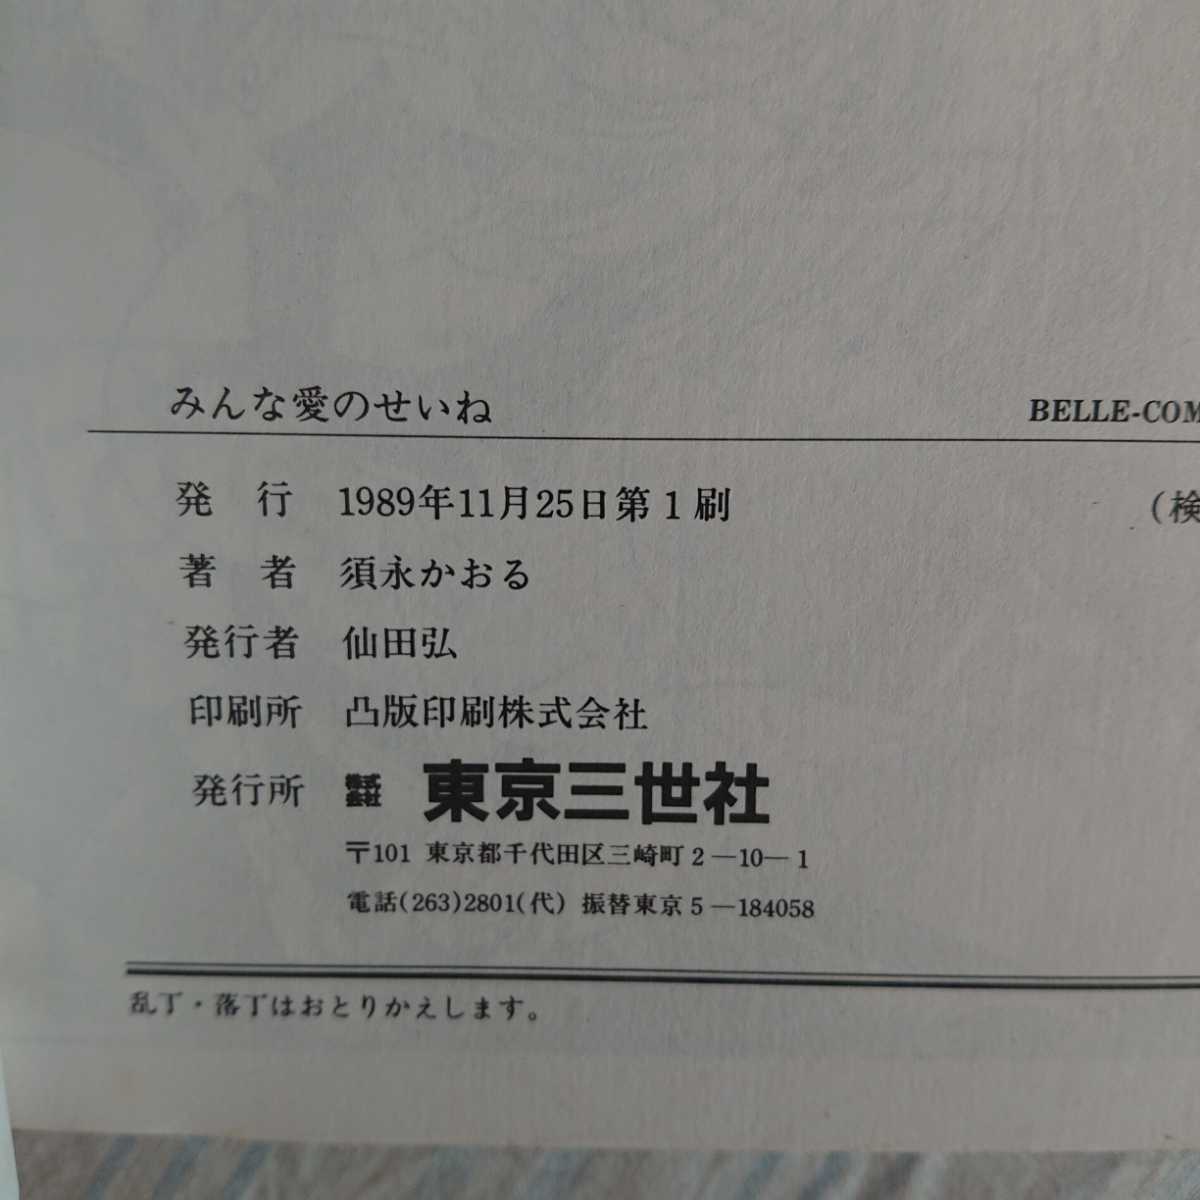 みんな愛のせいね
BELLE-COM
発行 1989年11月25日第1刷
(検
著者 須永かおる
発行者 仙田弘
印刷所 凸版印刷株式会社
発行所 株式会社 東京三世社
〒101 東京都千代田区三崎町2―10―1
電話(263)2801(代) 振替東京5―184058
乱丁・落丁はおとりかえします。